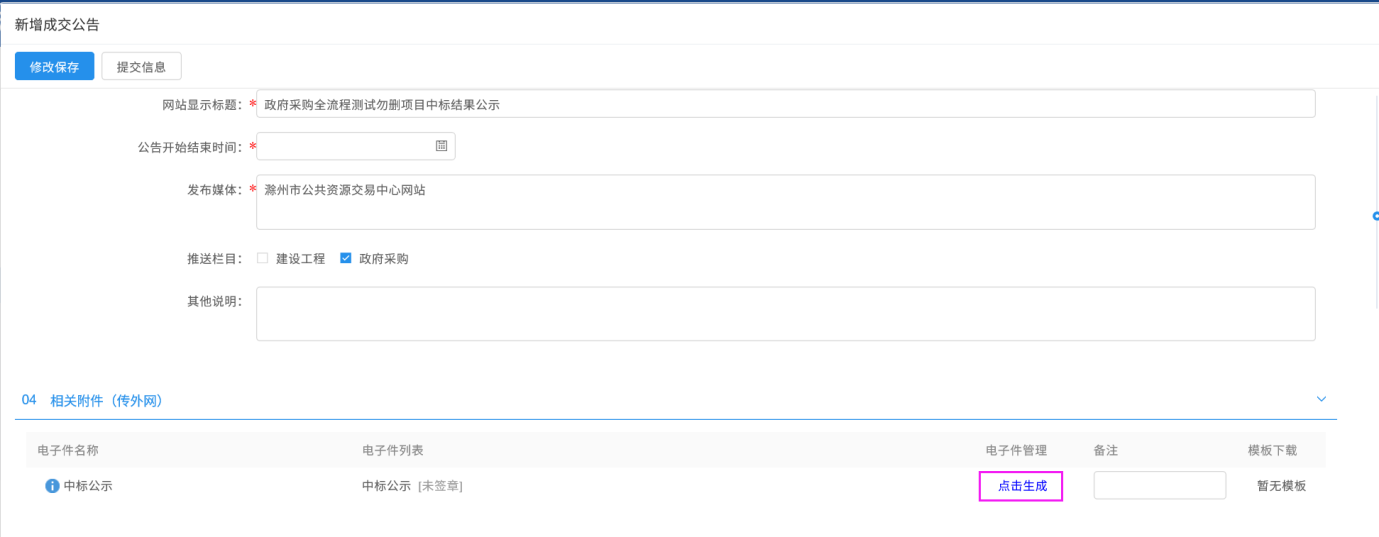 新增成交公告
修改保存 提交信息
网站显示标题：*政府采购全流程测试勿删项目中标结果公示
公告开始结束时间：*
发布媒体：*滁州市公共资源交易中心网站
推送栏目： 建设工程 政府采购
其他说明：
04 相关附件（传外网）
电子件名称 电子件列表 电子件管理 备注 模板下载
中标公示 中标公示 [未签章] 点击生成 暂无模板